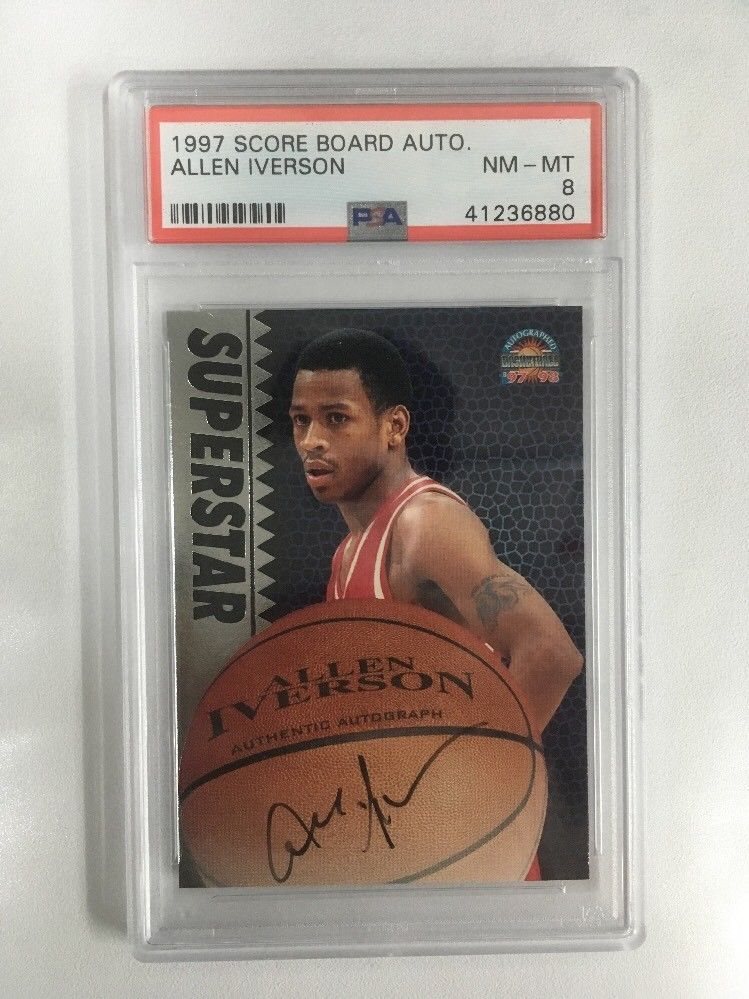 1997 SCORE BOARD AUTO.
ALLEN IVERSON NM – MT
8
PSA 41236880
SUPERSTAR
AUTOGRAPHED
BASKETBALL
'97 98
ALLEN
IVERSON
AUTHENTIC AUTOGRAPH